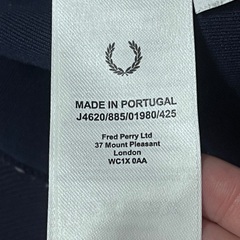 MADE IN PORTUGAL
J4620/885/01980/425
Fred Perry Ltd
37 Mount Pleasant
London
WC1X 0AA